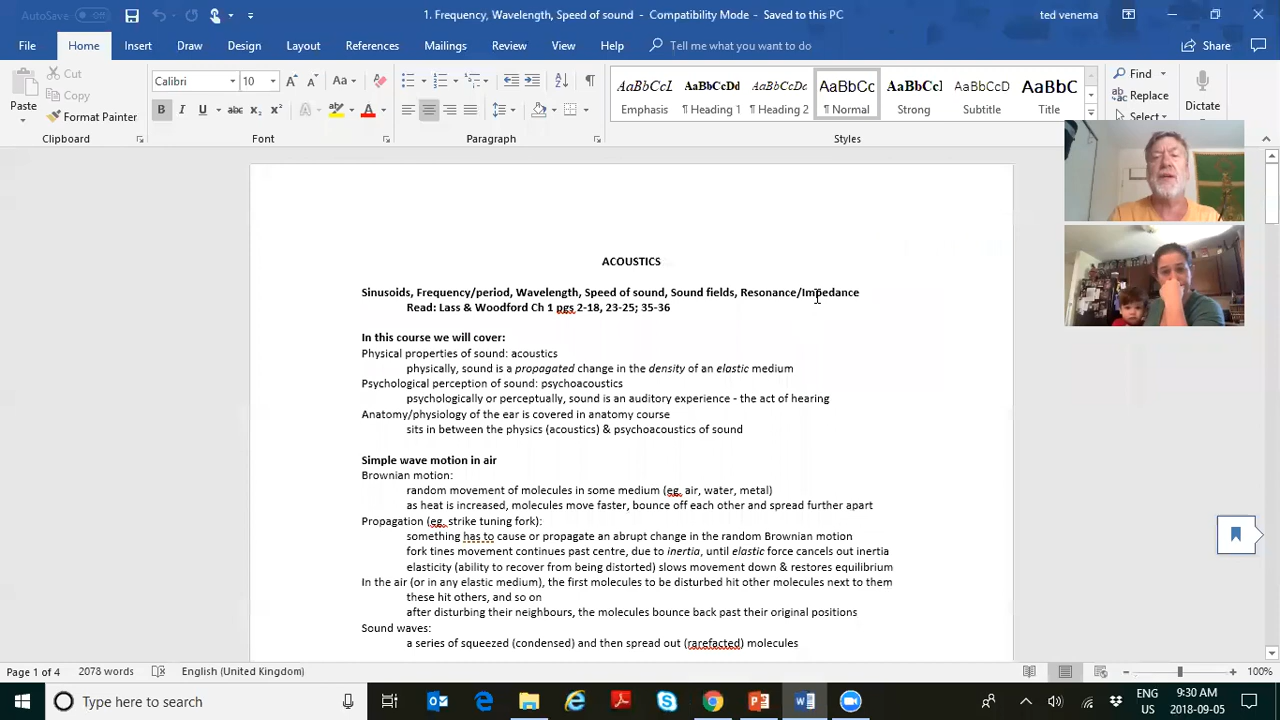 AutoSave Off
1. Frequency, Wavelength, Speed of sound - Compatibility Mode - Saved to this PC
ted venema
File Home Insert Draw Design Layout References Mailings Review View Help Tell me what you want to do Share
Paste
Cut
Copy
Format Painter
Clipboard
Calibri 10
Font
Paragraph
AaBbCcL AaBbCcDd AaBbCcDd AaBbCc AaBbCcI AaBbCcDc AaBbC
Emphasis ¶ Heading 1 ¶ Heading 2 ¶ Normal Strong Subtitle Title
Styles
Find
Replace
Select
Dictate
ACOUSTICS
Sinusoids, Frequency/period, Wavelength, Speed of sound, Sound fields, Resonance/Impedance
Read: Lass & Woodford Ch 1 pgs 2-18, 23-25; 35-36
In this course we will cover:
Physical properties of sound: acoustics
physically, sound is a propagated change in the density of an elastic medium
Psychological perception of sound: psychoacoustics
psychologically or perceptually, sound is an auditory experience - the act of hearing
Anatomy/physiology of the ear is covered in anatomy course
sits in between the physics (acoustics) & psychoacoustics of sound
Simple wave motion in air
Brownian motion:
random movement of molecules in some medium (eg. air, water, metal)
as heat is increased, molecules move faster, bounce off each other and spread further apart
Propagation (eg. strike tuning fork):
something has to cause or propagate an abrupt change in the random Brownian motion
fork tines movement continues past centre, due to inertia, until elastic force cancels out inertia
elasticity (ability to recover from being distorted) slows movement down & restores equilibrium
In the air (or in any elastic medium), the first molecules to be disturbed hit other molecules next to them
these hit others, and so on
after disturbing their neighbours, the molecules bounce back past their original positions
Sound waves:
a series of squeezed (condensed) and then spread out (rarefacted) molecules
Page 1 of 4 2078 words English (United Kingdom) 100%
Type here to search
ENG
US
9:30 AM
2018-09-05